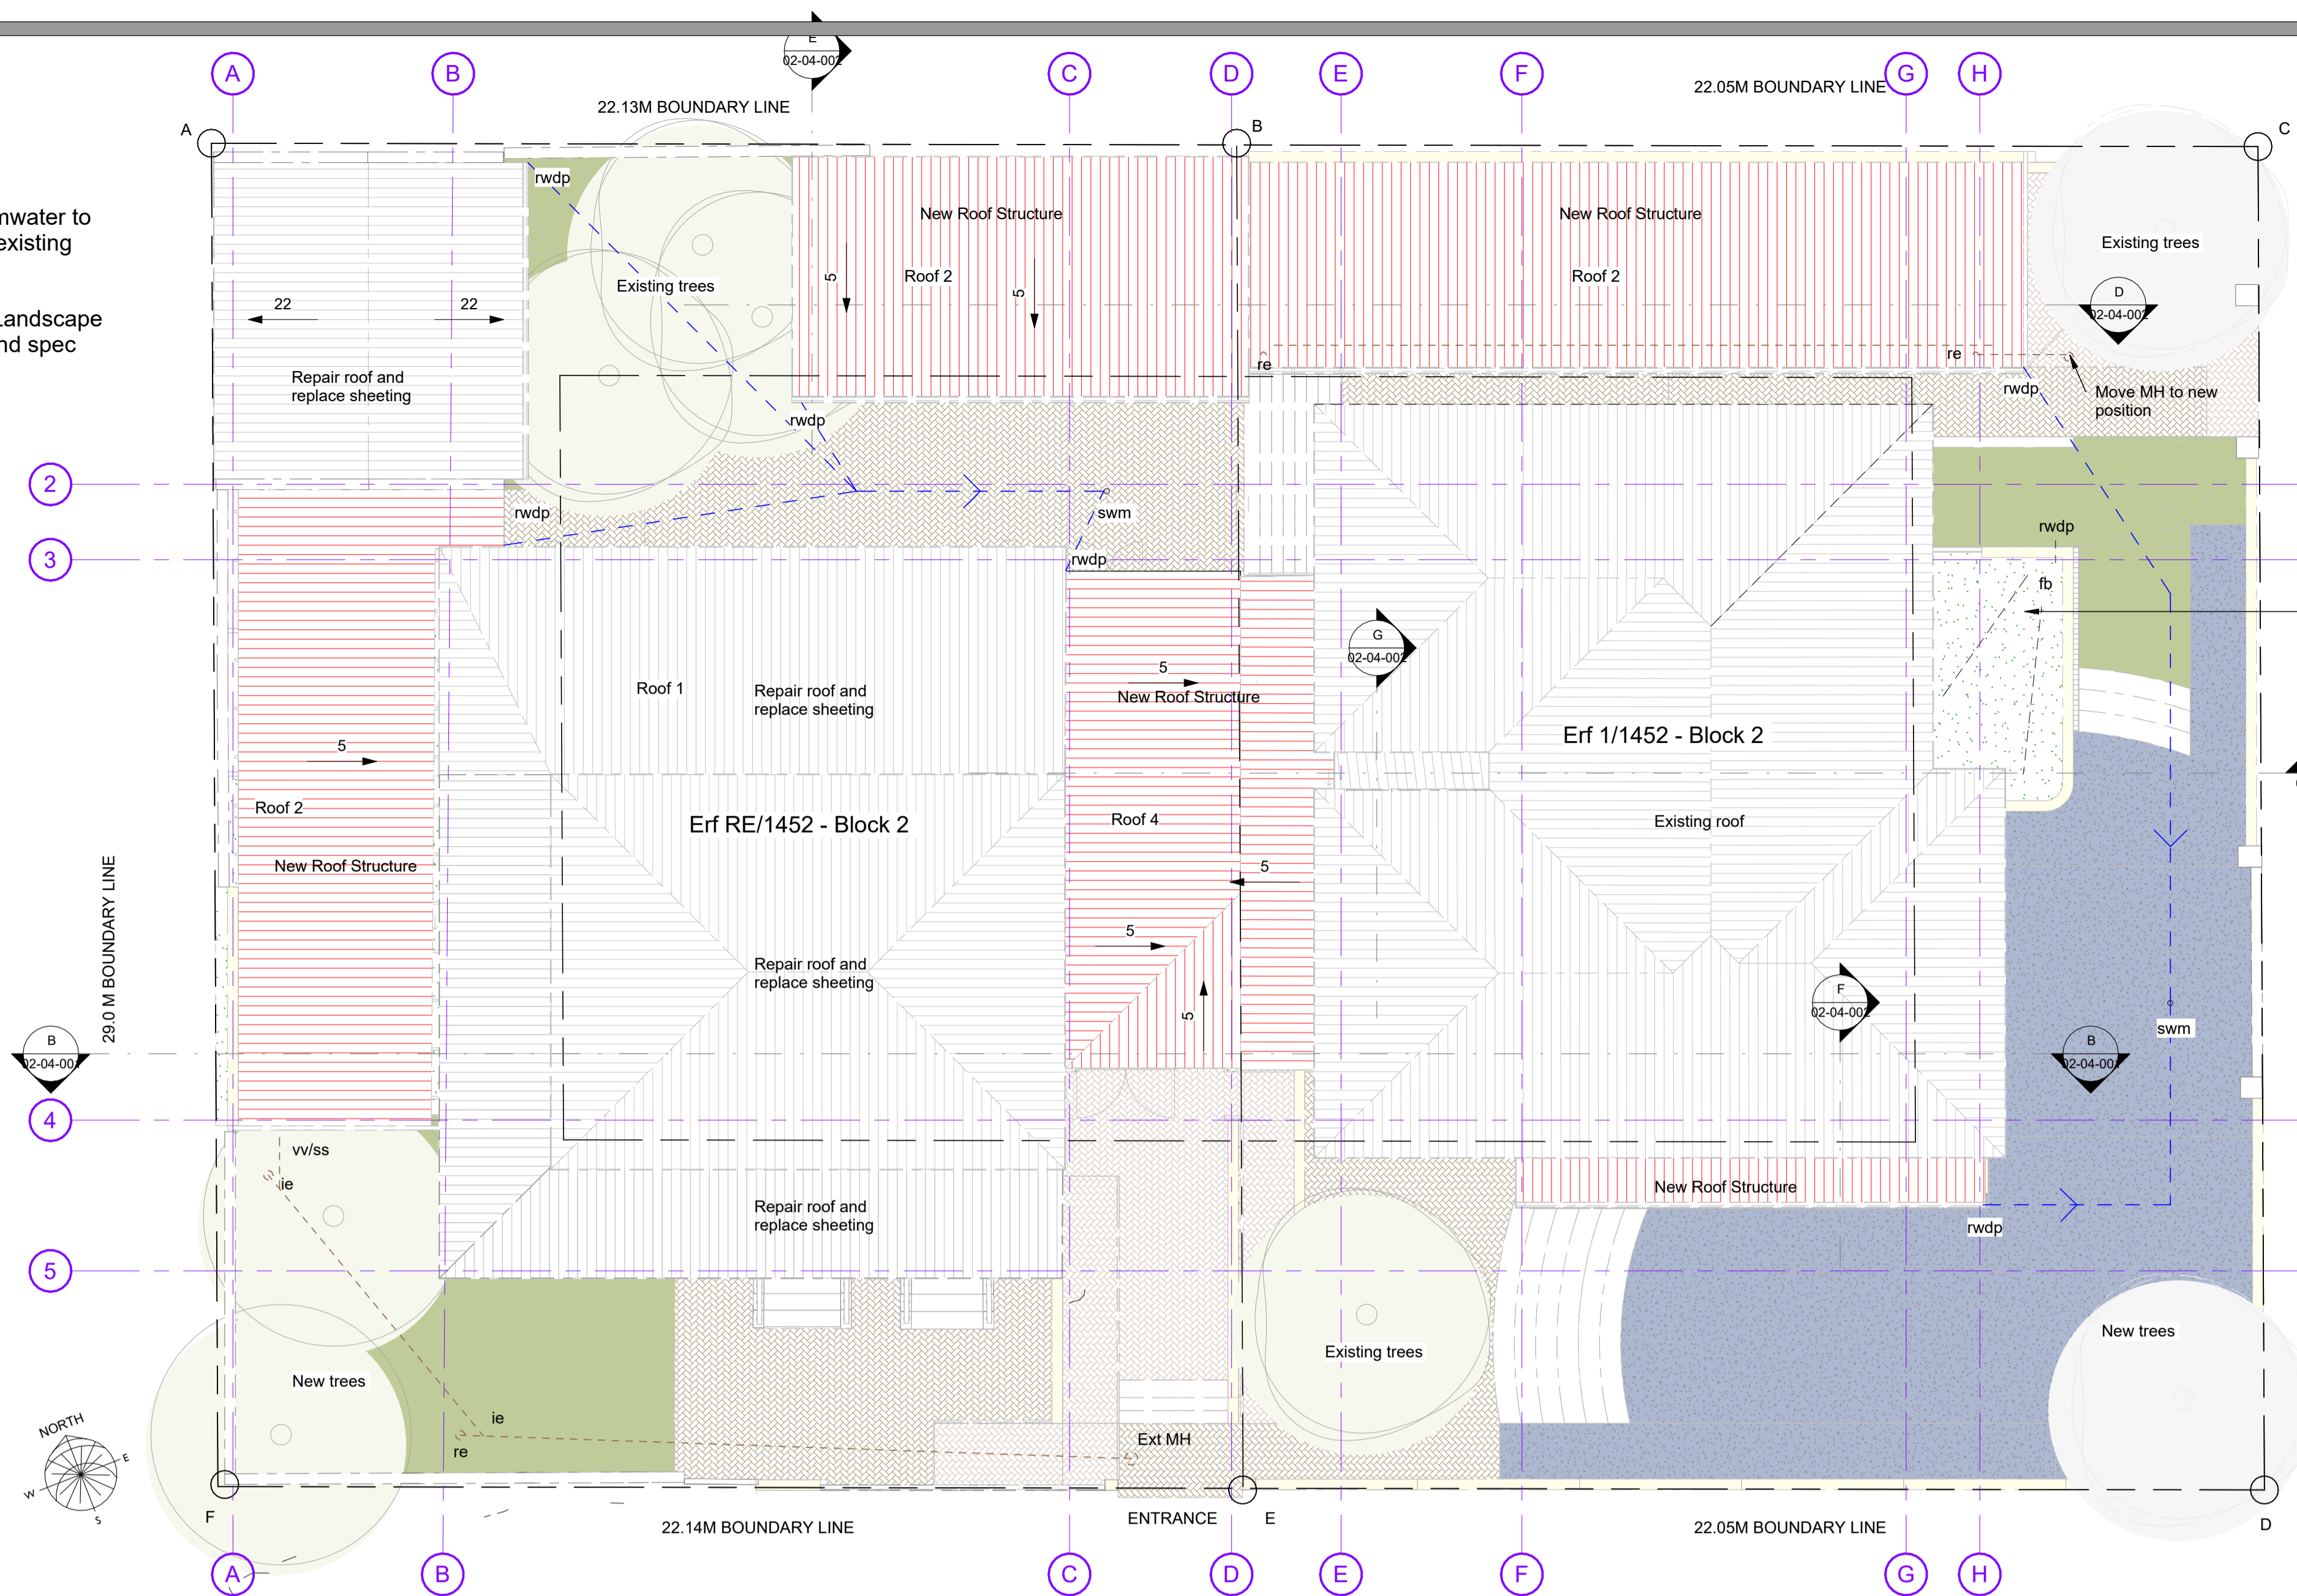 E
02-04-002
A
B
C
D
E
F
G
H
22.13M BOUNDARY LINE
22.05M BOUNDARY LINE
A
B
C
rwdp
New Roof Structure
New Roof Structure
mwater to
existing
Existing trees
Existing trees
5
5
Roof 2
Roof 2
D
02-04-002
22
22
Landscape
nd spec
re
re
Repair roof and
replace sheeting
rwdp
Move MH to new
position
rwdp
2
rwdp
swm
rwdp
3
rwdp
fb
G
02-04-002
5
New Roof Structure
Roof 1
Repair roof and
replace sheeting
Erf 1/1452 - Block 2
5
Roof 2
Erf RE/1452 - Block 2
Roof 4
Existing roof
New Roof Structure
5
29.0 M BOUNDARY LINE
5
Repair roof and
replace sheeting
F
02-04-002
5
swm
B
02-04-001
B
02-04-001
4
vv/ss
ie
New Roof Structure
Repair roof and
replace sheeting
rwdp
5
New trees
Existing trees
New trees
ie
re
Ext MH
NORTH
E
W
S
F
ENTRANCE
E
D
22.14M BOUNDARY LINE
22.05M BOUNDARY LINE
A
B
C
D
E
F
G
H